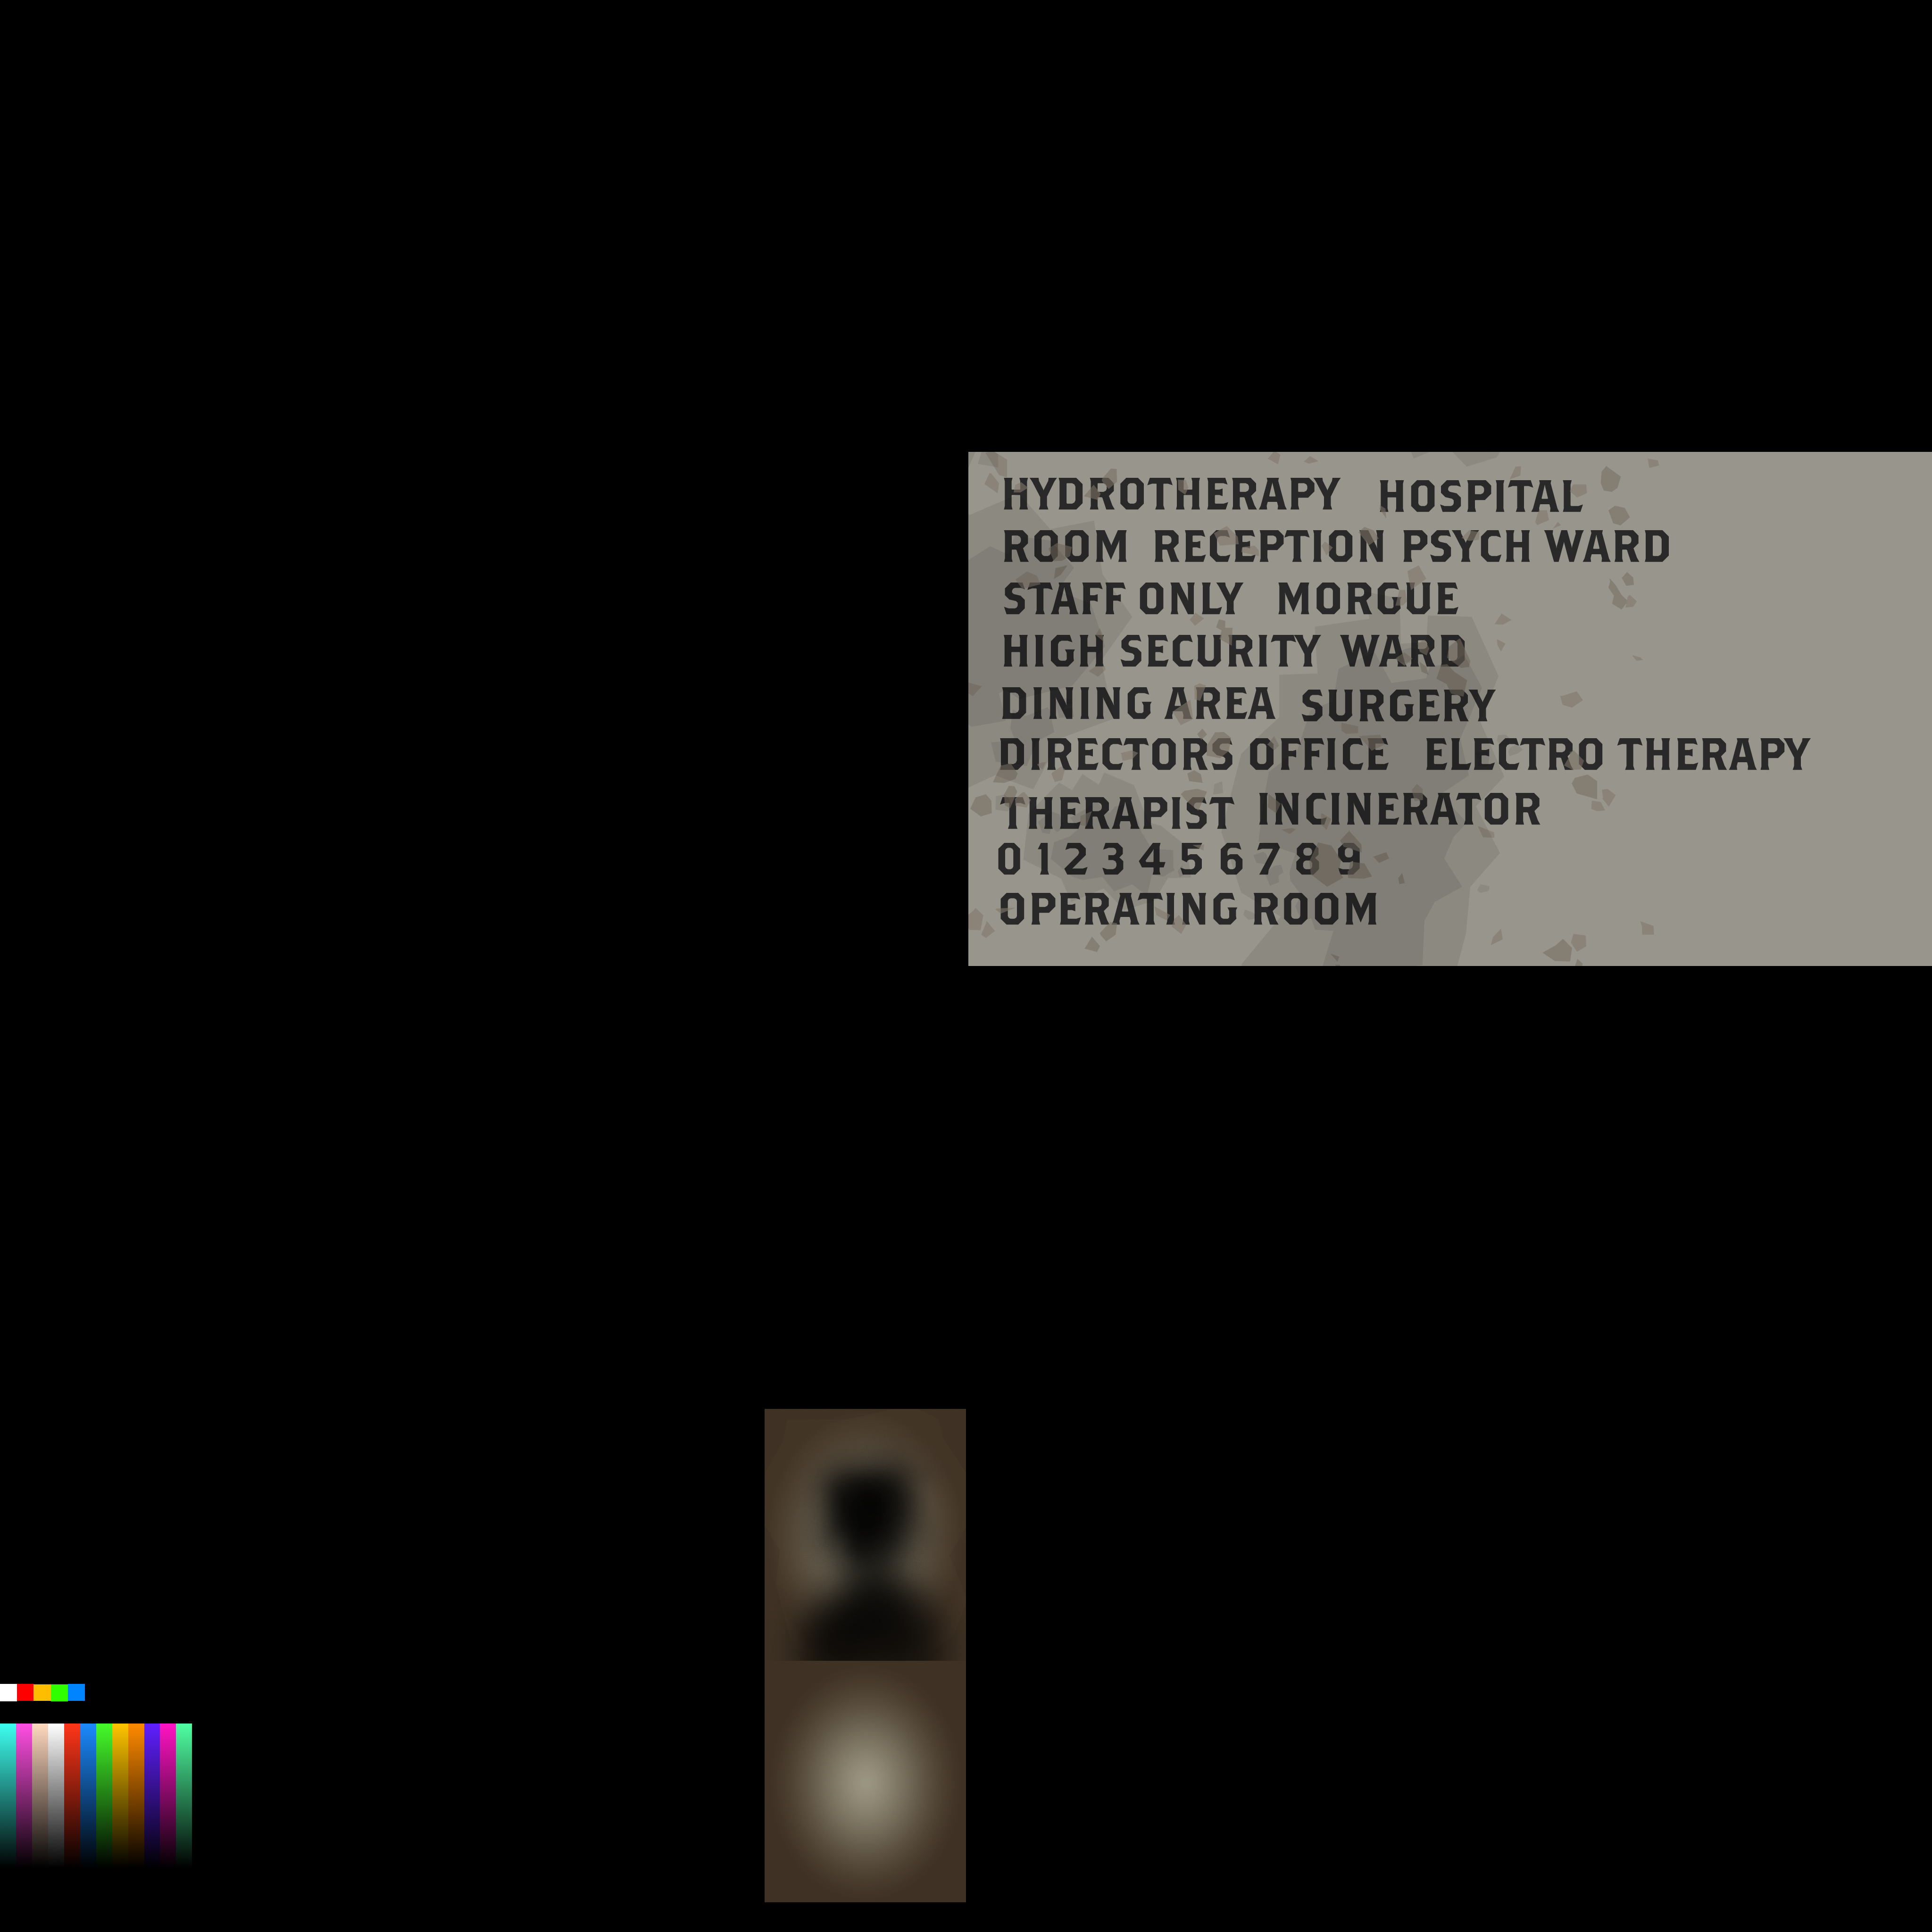 HYDROTHERAPY HOSPITAL
ROOM RECEPTION PSYCH WARD
STAFF ONLY MORGUE
HIGH SECURITY WARD
DINING AREA SURGERY
DIRECTORS OFFICE ELECTRO THERAPY
THERAPIST INCINERATOR
0 1 2 3 4 5 6 7 8 9
OPERATING ROOM